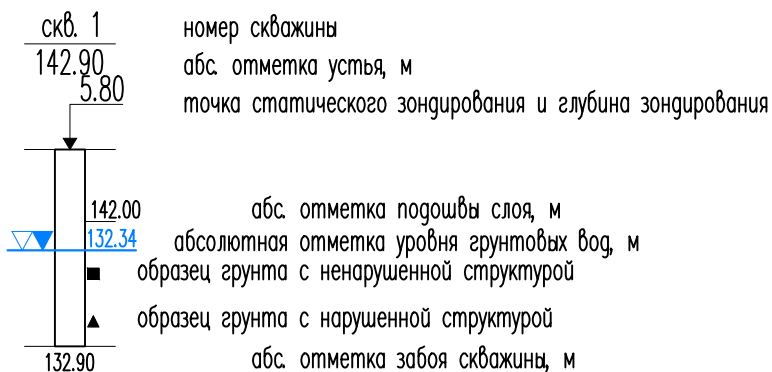 скв. 1 номер скважины
142.90 абс. отметка устья, м
5.80 точка статического зондирования и глубина зондирования
142.00 абс. отметка подошвы слоя, м
132.34 абсолютная отметка уровня грунтовых вод, м
образец грунта с ненарушенной структурой
образец грунта с нарушенной структурой
132.90 абс. отметка забоя скважины, м